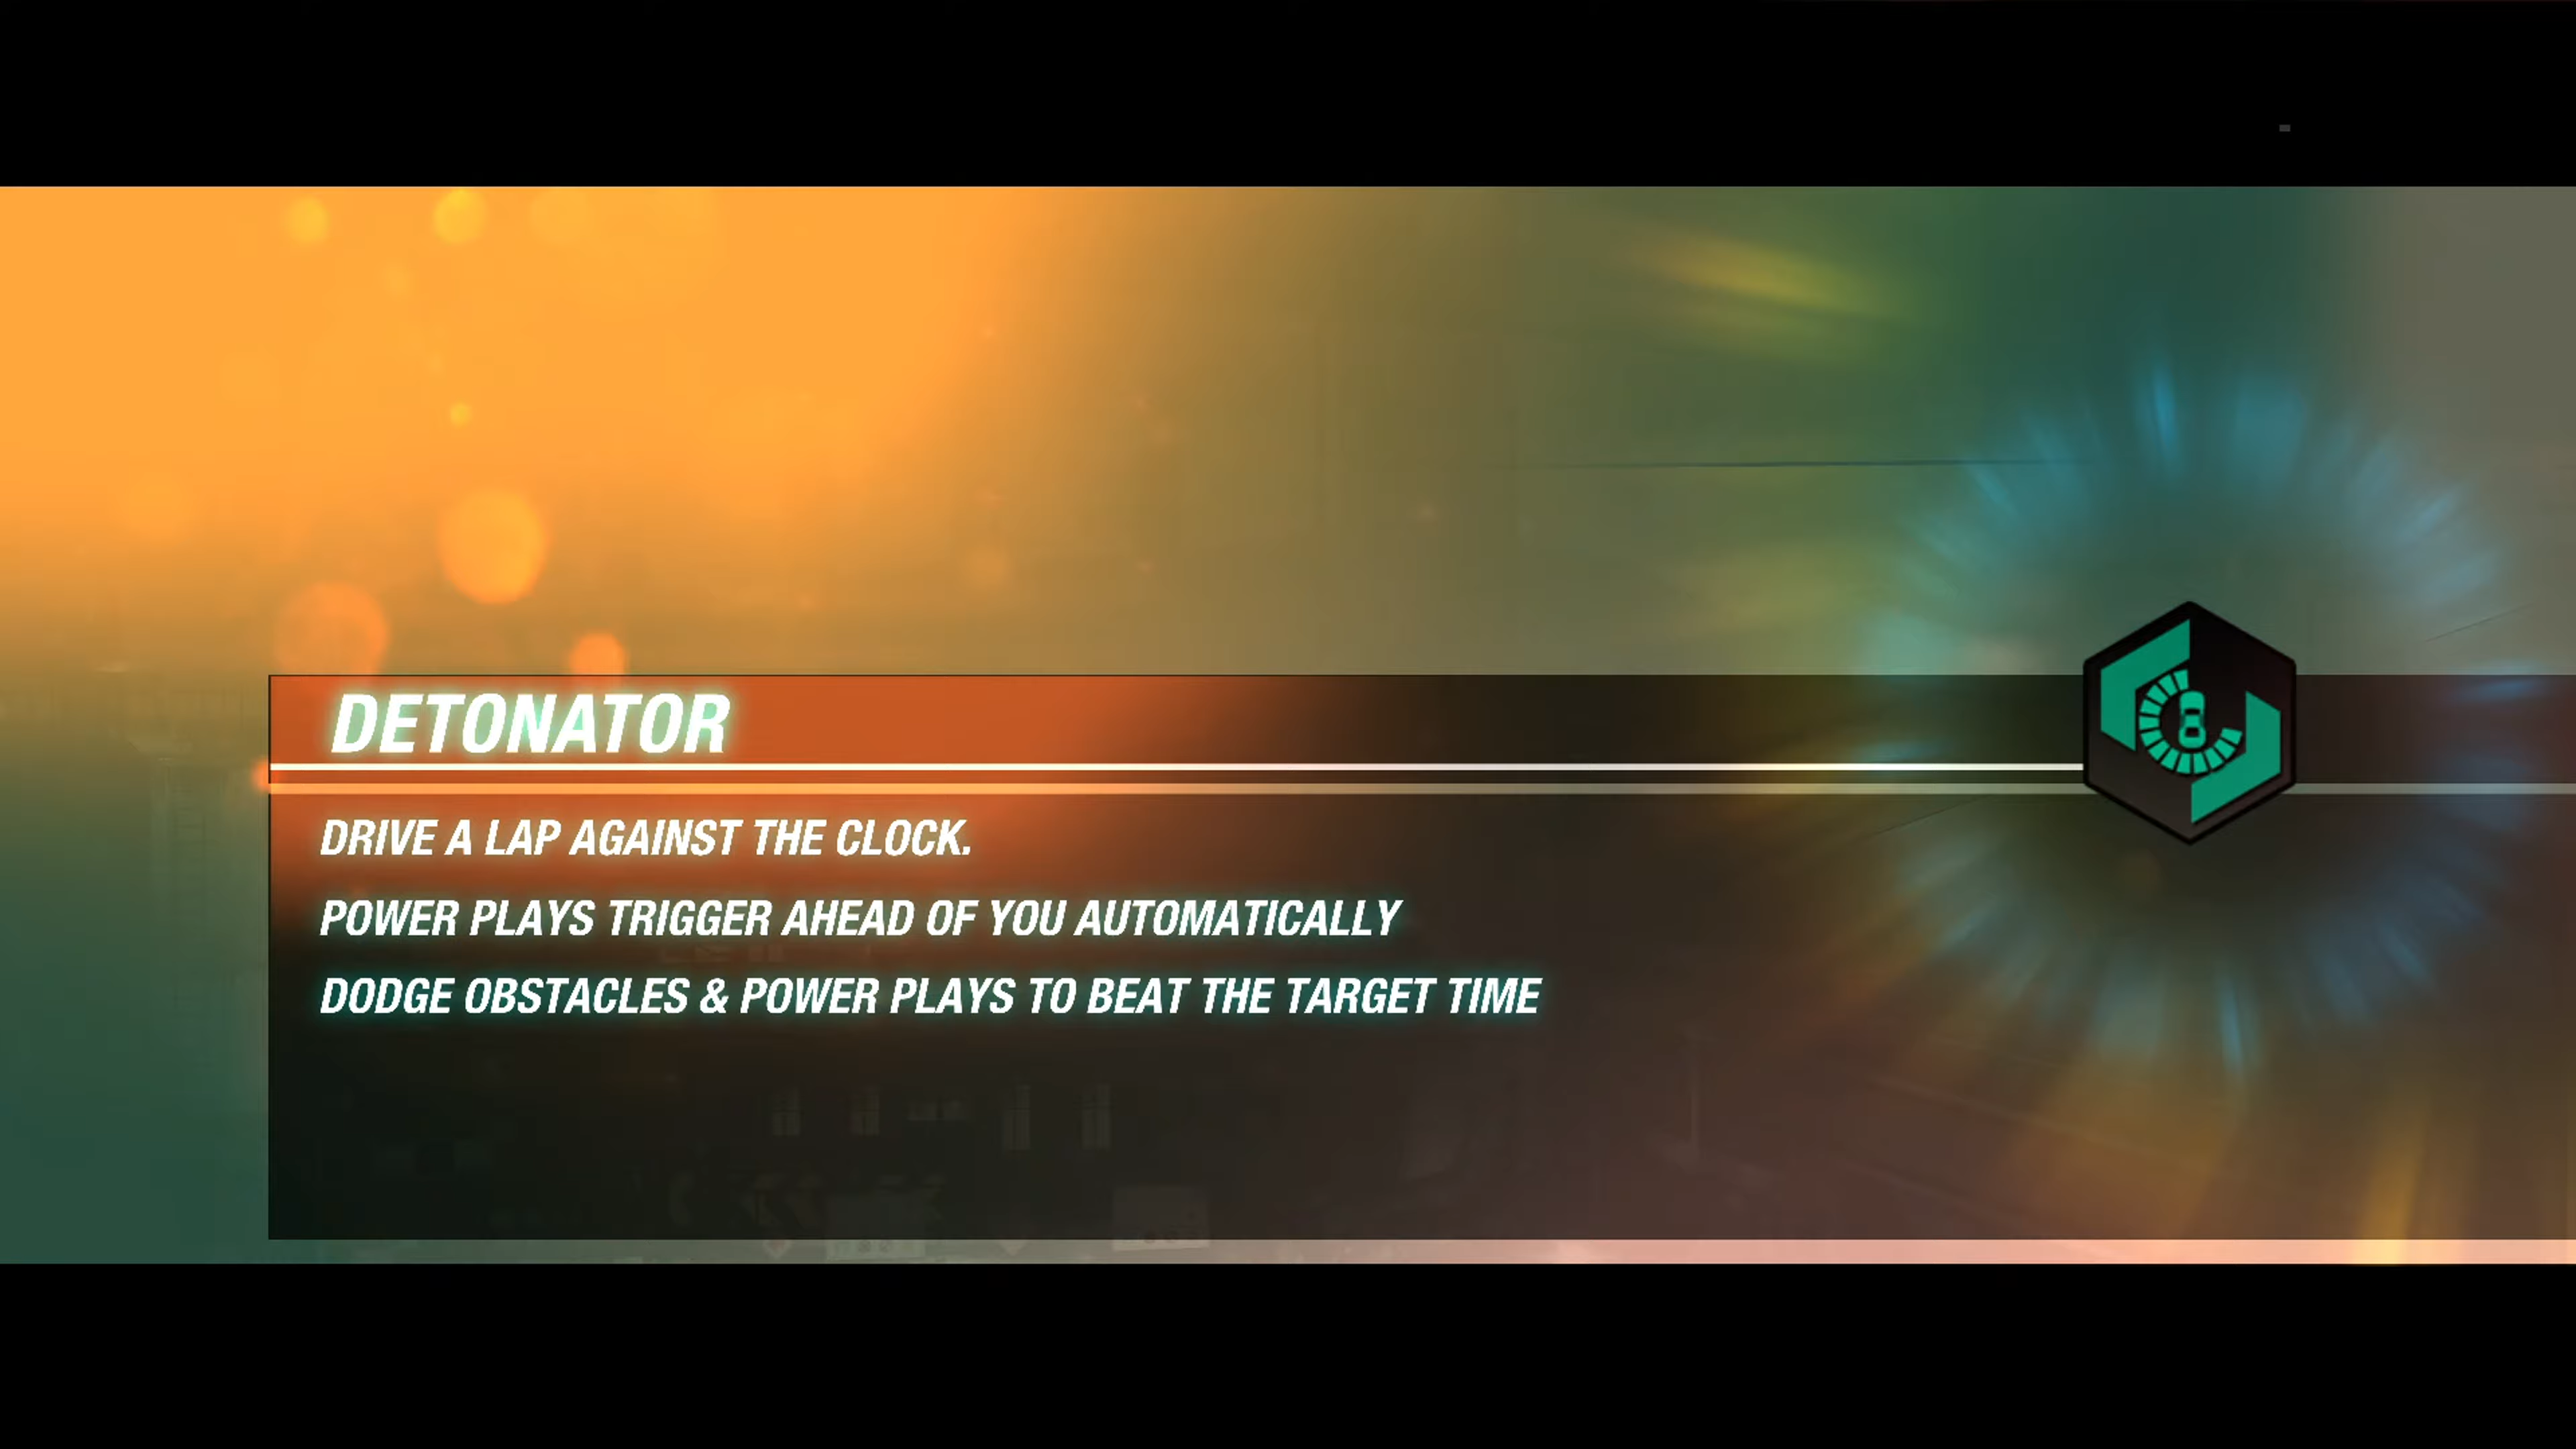 DETONATOR
DRIVE A LAP AGAINST THE CLOCK.
POWER PLAYS TRIGGER AHEAD OF YOU AUTOMATICALLY
DODGE OBSTACLES & POWER PLAYS TO BEAT THE TARGET TIME